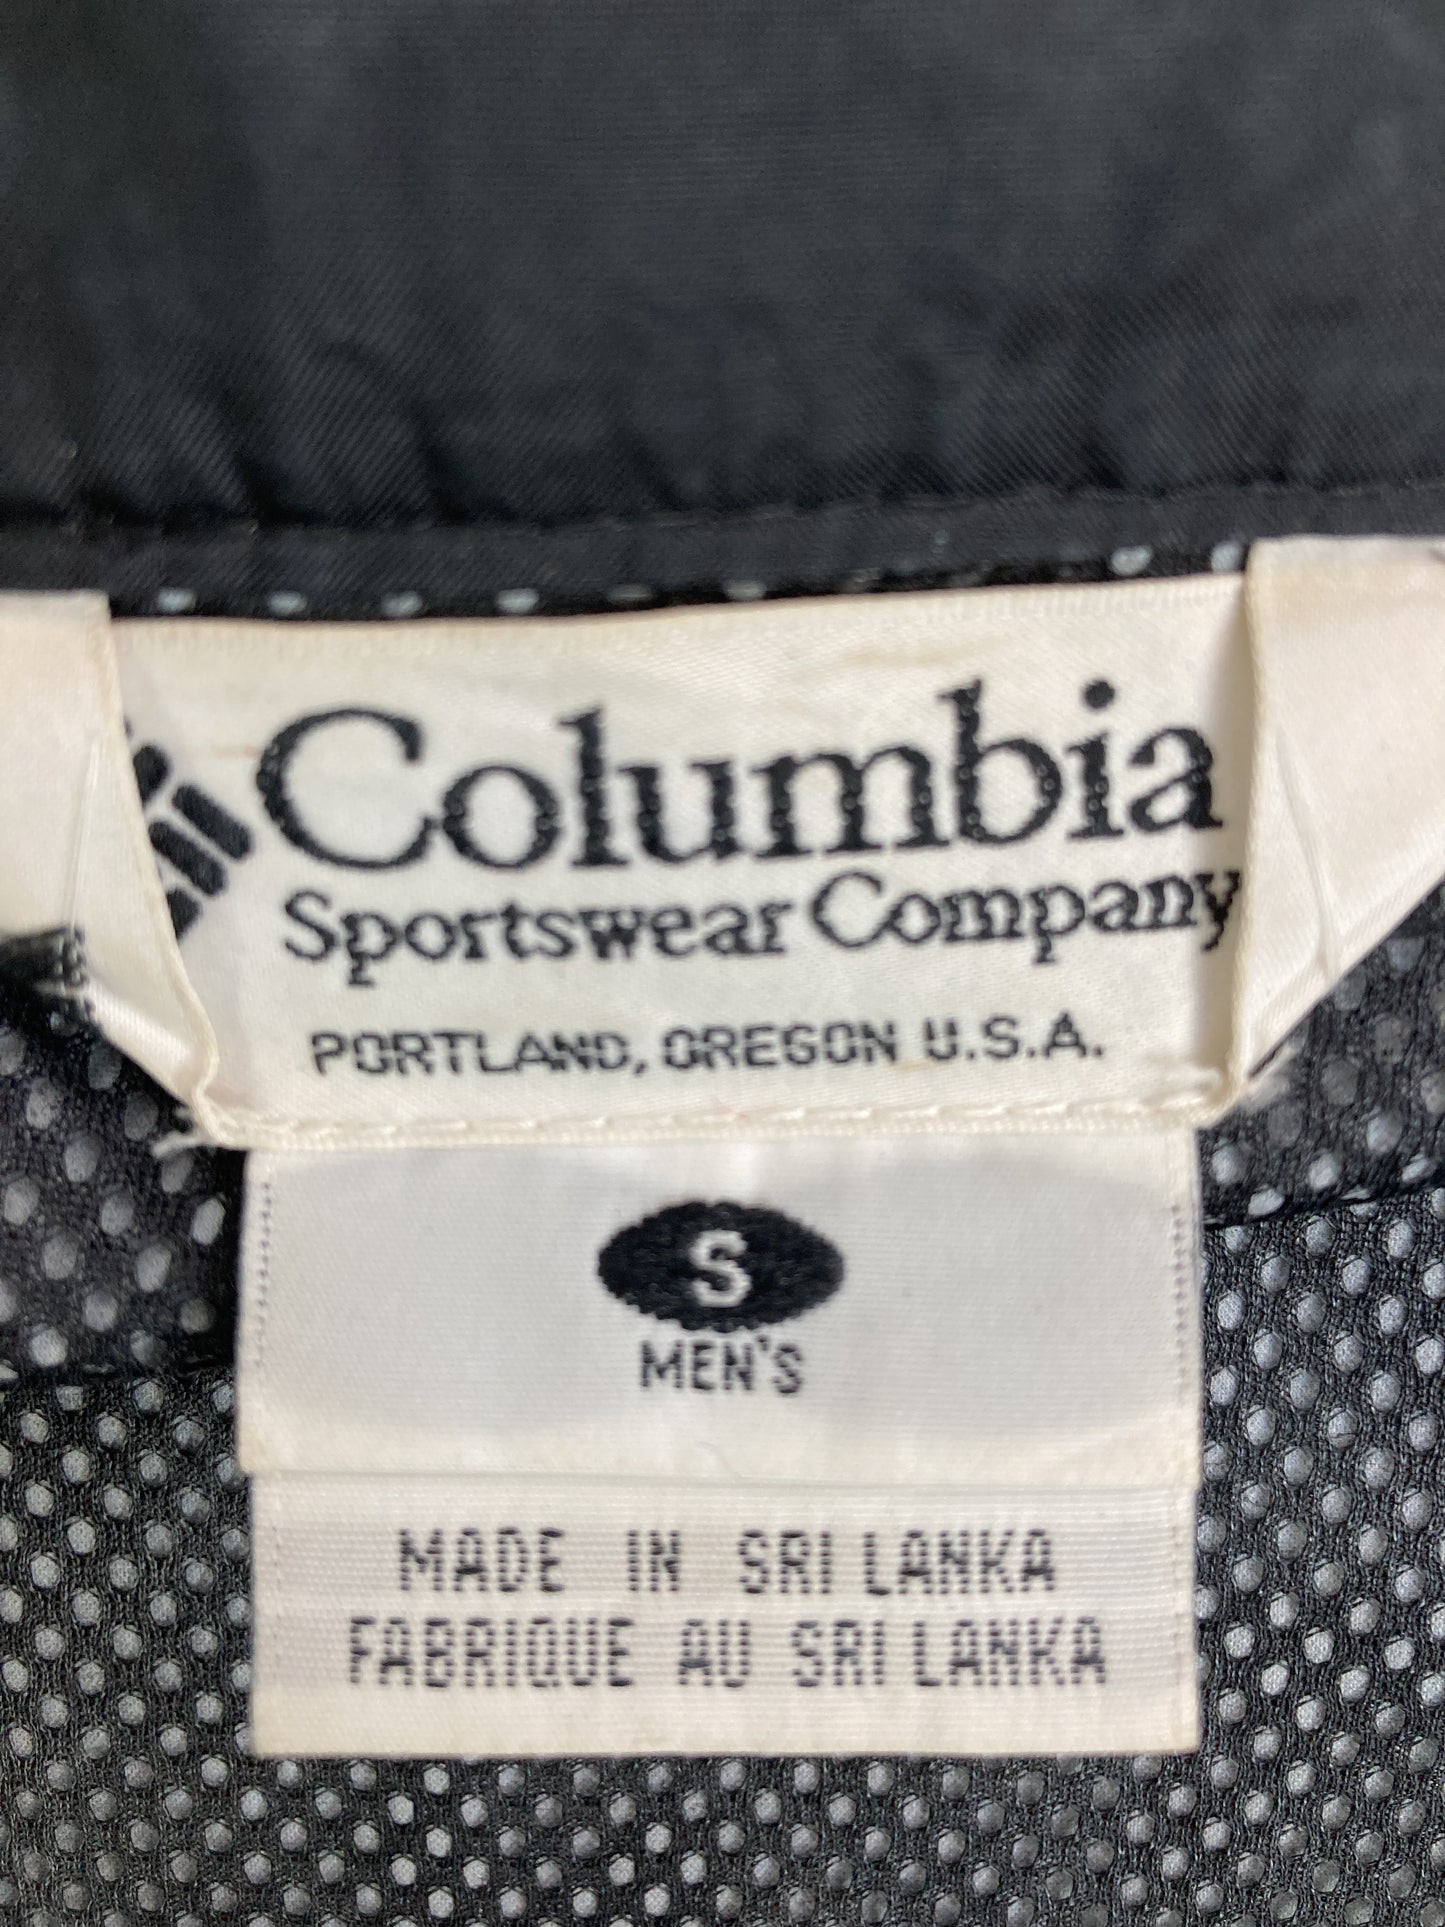 Columbia
Sportswear Company
PORTLAND, OREGON U.S.A.
S
MEN'S
MADE IN SRI LANKA
FABRIQUE AU SRI LANKA